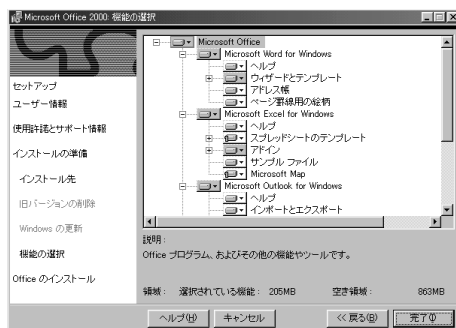 Microsoft Office 2000: 機能の選択
セットアップ
ユーザー情報
使用許諾とサポート情報
インストールの準備
インストール先
旧バージョンの削除
Windows の更新
機能の選択
Office のインストール
Microsoft Office
Microsoft Word for Windows
ヘルプ
ウィザードとテンプレート
アドレス帳
ページ罫線用の絵柄
Microsoft Excel for Windows
ヘルプ
スプレッドシートのテンプレート
アドイン
サンプル ファイル
Microsoft Map
Microsoft Outlook for Windows
ヘルプ
インポートとエクスポート
説明:
Office プログラム、およびその他の機能やツールです。
領域: 選択されている機能: 205MB 空き領域: 863MB
ヘルプ(H) キャンセル << 戻る(B) 完了(I)